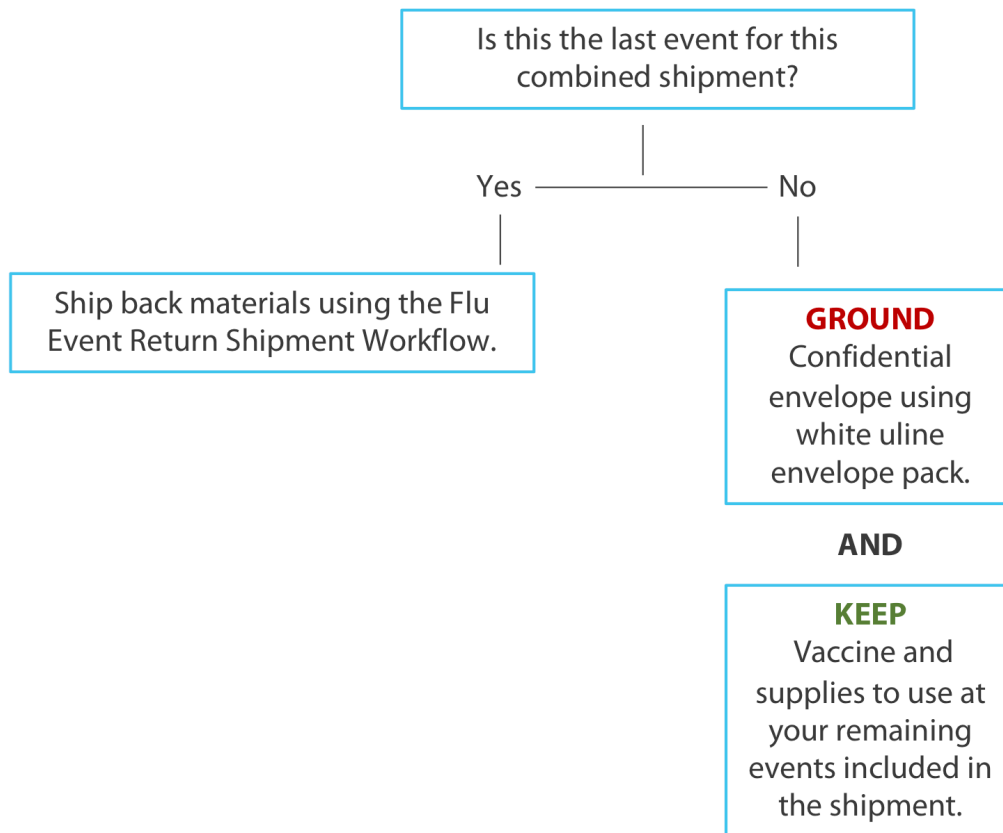 Is this the last event for this
combined shipment?
Yes
No
Ship back materials using the Flu
Event Return Shipment Workflow.
GROUND
Confidential
envelope using
white uline
envelope pack.
AND
KEEP
Vaccine and
supplies to use at
your remaining
events included in
the shipment.